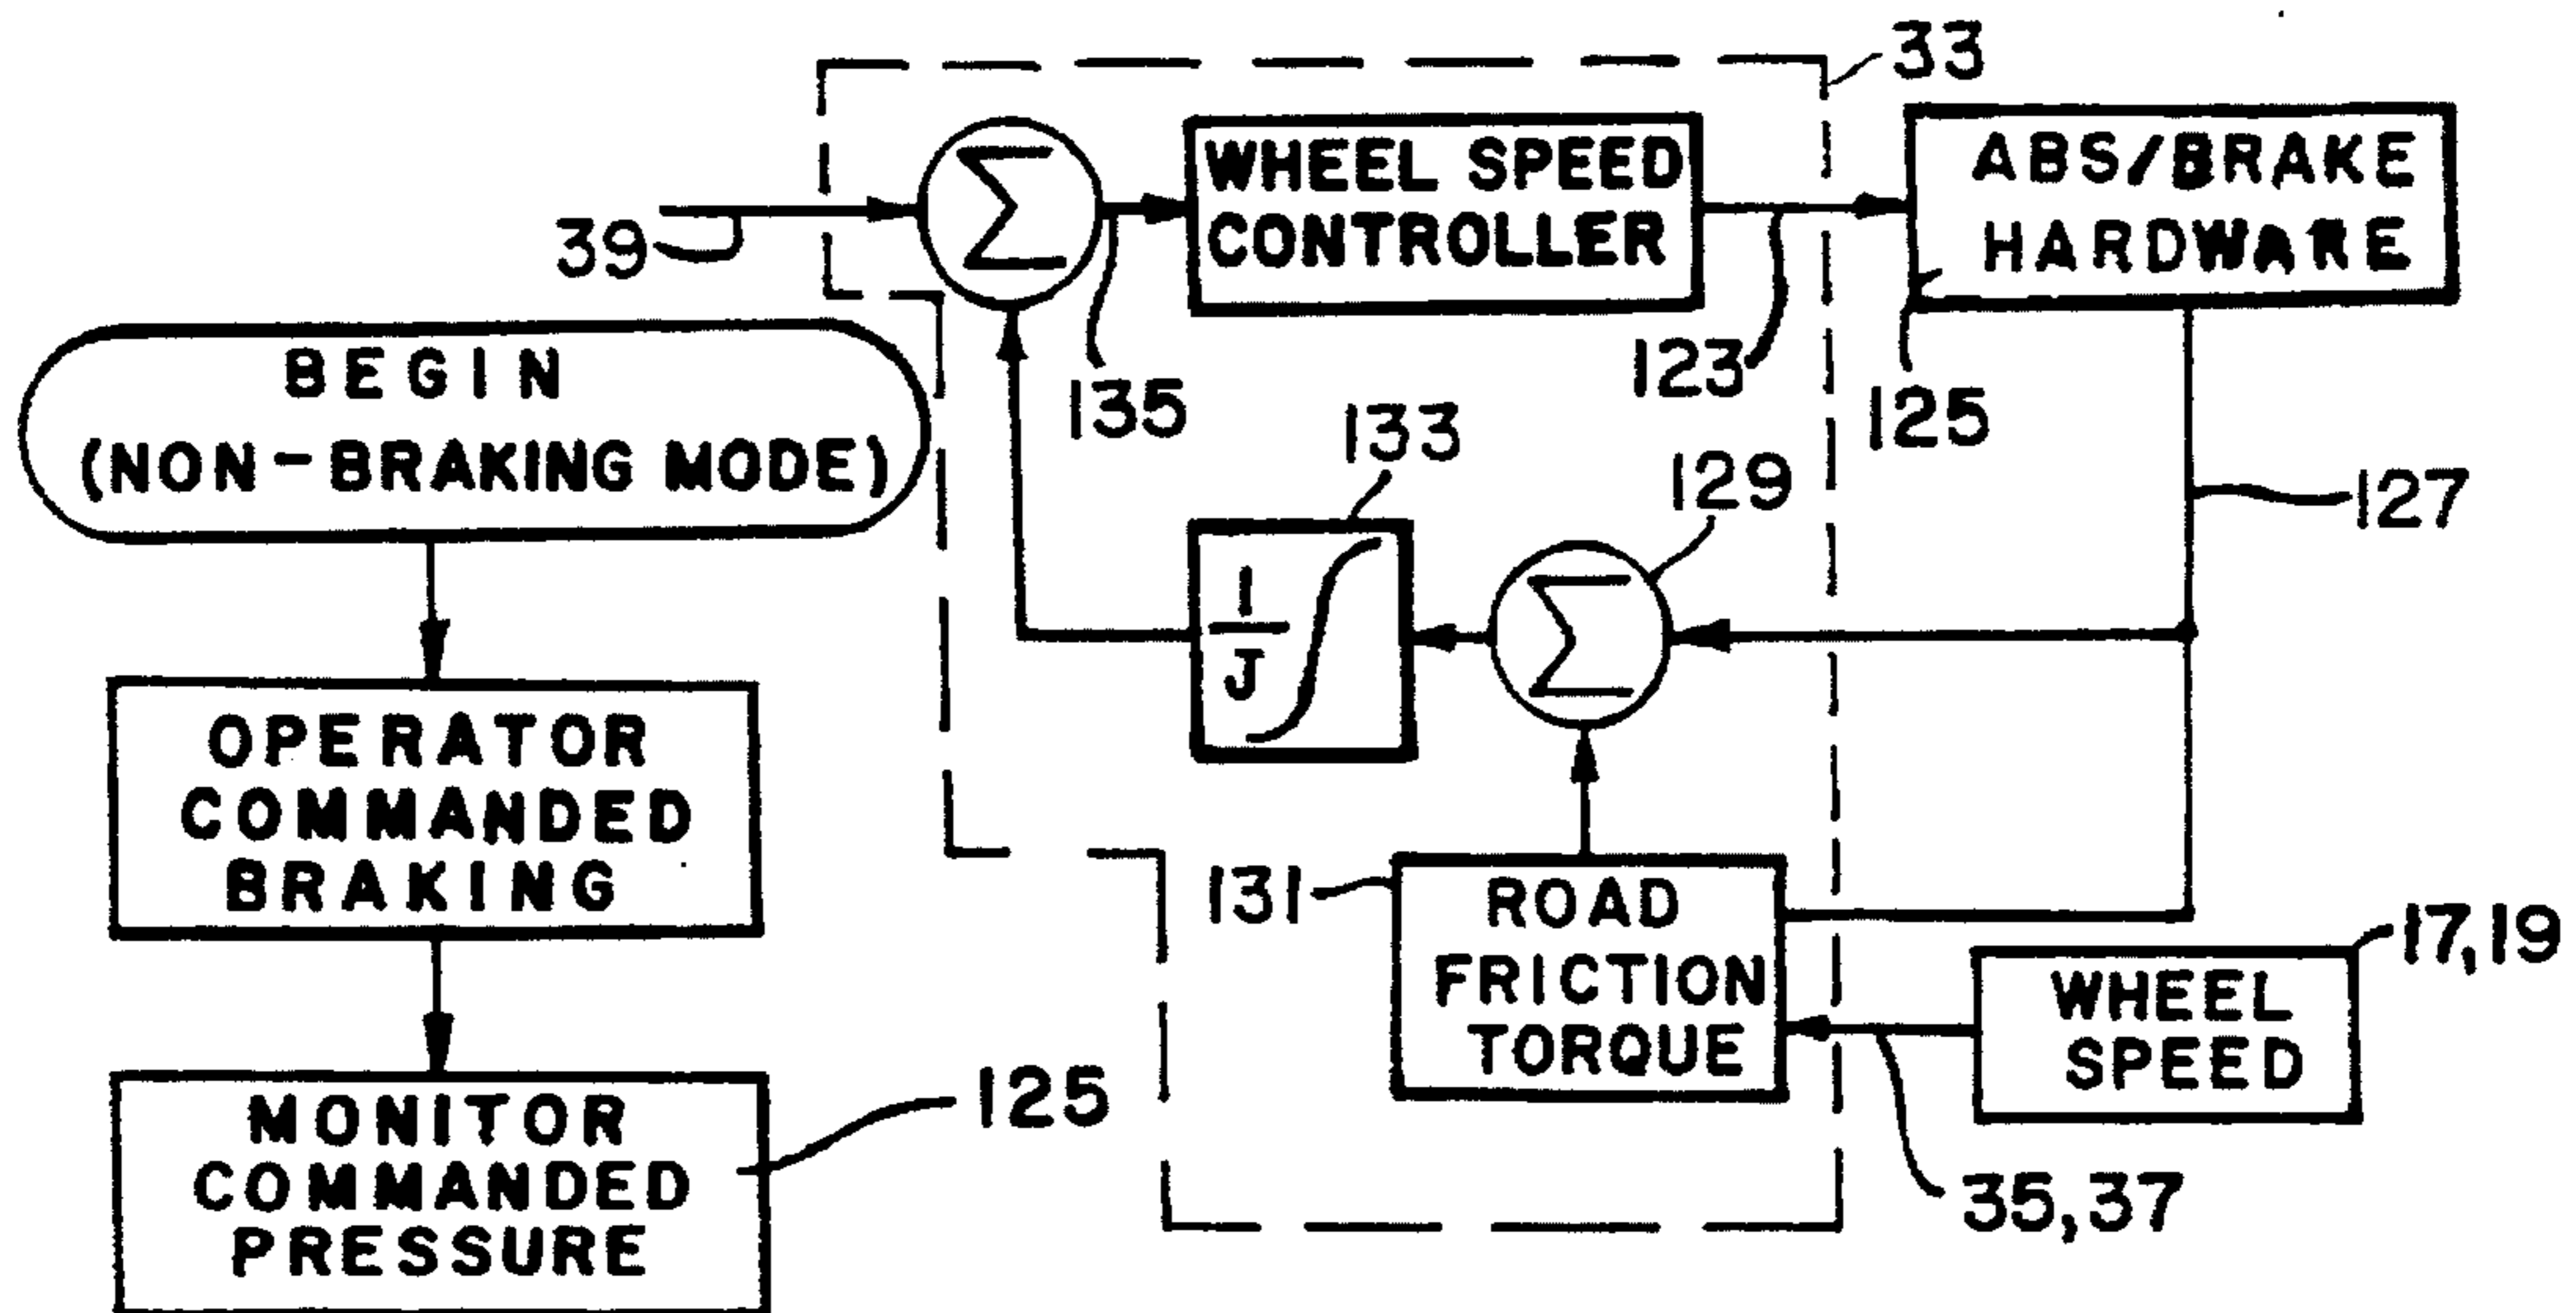 33
Σ
WHEEL SPEED
CONTROLLER
ABS/BRAKE
HARDWARE
39
135
123
125
127
BEGIN
(NON-BRAKING MODE)
133
129
1
J
Σ
OPERATOR
COMMANDED
BRAKING
131
ROAD
FRICTION
TORQUE
17,19
WHEEL
SPEED
35,37
MONITOR
COMMANDED
PRESSURE
125